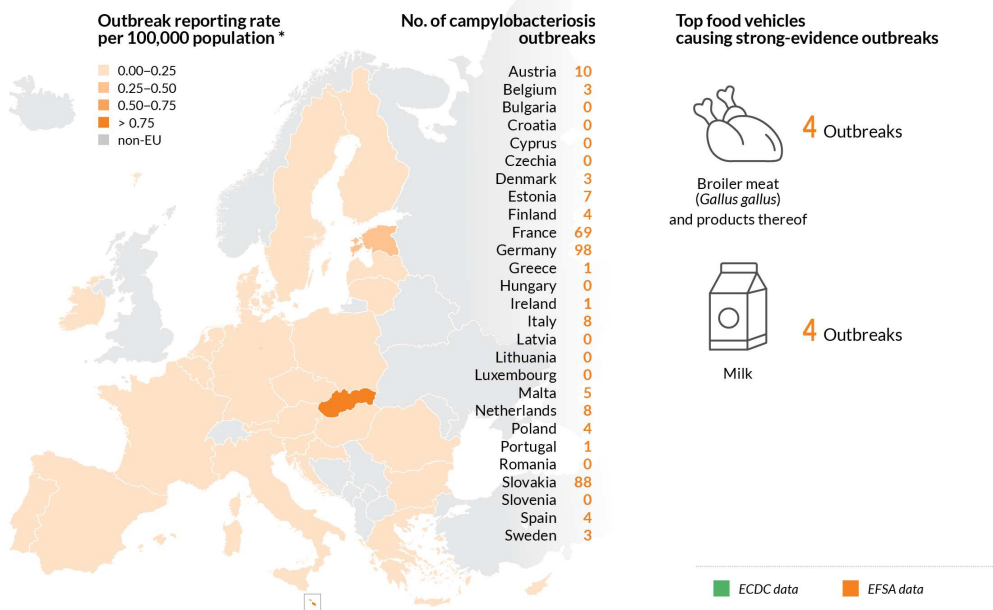 Outbreak reporting rate
per 100,000 population *
0.00–0.25
0.25–0.50
0.50–0.75
> 0.75
non-EU
No. of campylobacteriosis
outbreaks
Austria 10
Belgium 3
Bulgaria 0
Croatia 0
Cyprus 0
Czechia 0
Denmark 3
Estonia 7
Finland 4
France 69
Germany 98
Greece 1
Hungary 0
Ireland 1
Italy 8
Latvia 0
Lithuania 0
Luxembourg 0
Malta 5
Netherlands 8
Poland 4
Portugal 1
Romania 0
Slovakia 88
Slovenia 0
Spain 4
Sweden 3
Top food vehicles
causing strong-evidence outbreaks
4 Outbreaks
Broiler meat
(Gallus gallus)
and products thereof
4 Outbreaks
Milk
ECDC data
EFSA data